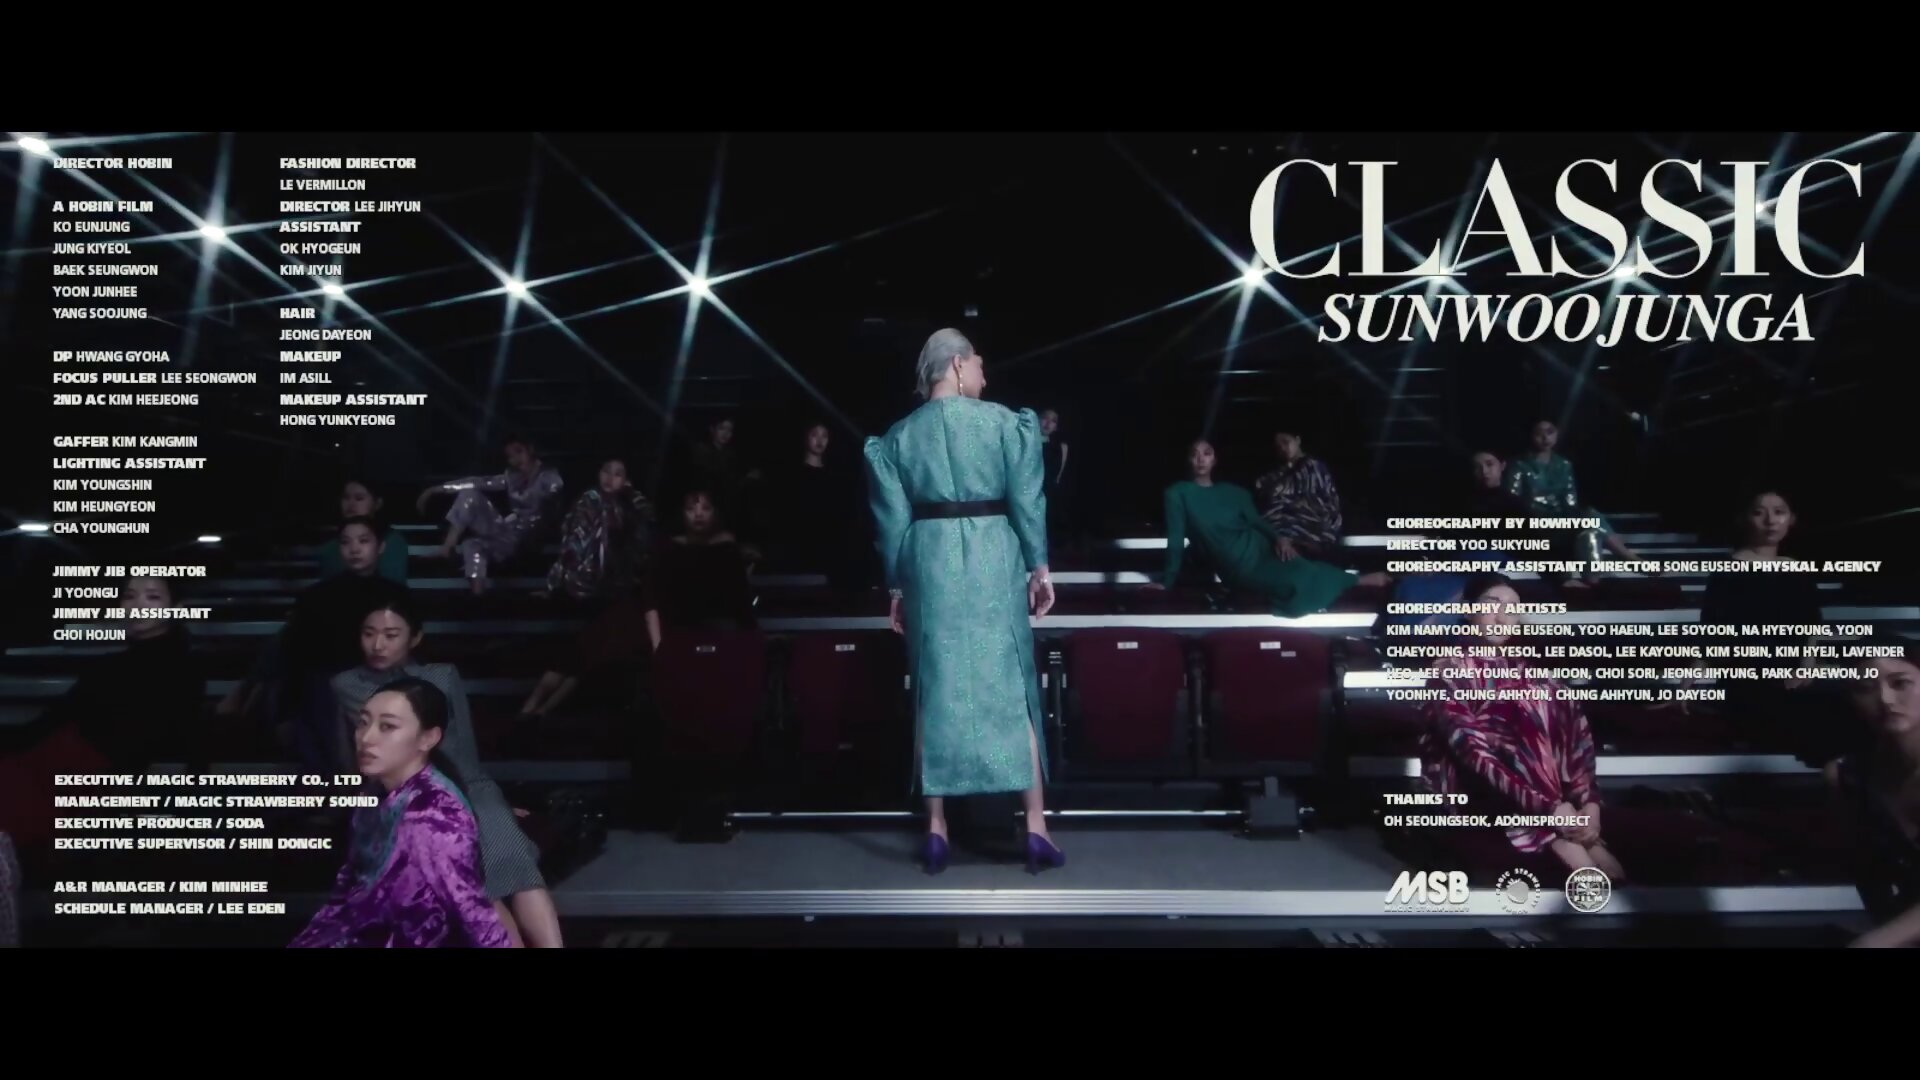 DIRECTOR HOBIN
A HOBIN FILM
KO EUNJUNG
JUNG KIYEOL
BAEK SEUNGWON
YOON JUNHEE
YANG SOOJUNG
DP HWANG GYOHA
FOCUS PULLER LEE SEONGWON
2ND AC KIM HEEJEONG
GAFFER KIM KANGMIN
LIGHTING ASSISTANT
KIM YOUNGSHIN
KIM HEUNGYEON
CHA YOUNGHUN
JIMMY JIB OPERATOR
JI YOONGU
JIMMY JIB ASSISTANT
CHOI HOJUN
EXECUTIVE / MAGIC STRAWBERRY CO., LTD
MANAGEMENT / MAGIC STRAWBERRY SOUND
EXECUTIVE PRODUCER / SODA
EXECUTIVE SUPERVISOR / SHIN DONGIC
A&R MANAGER / KIM MINHEE
SCHEDULE MANAGER / LEE EDEN
FASHION DIRECTOR
LE VERMILLON
DIRECTOR LEE JIHYUN
ASSISTANT
OK HYOGEUN
KIM JIYUN
HAIR
JEONG DAYEON
MAKEUP
IM ASILL
MAKEUP ASSISTANT
HONG YUNKYEONG
CLASSIC
SUNWOOJUNGA
CHOREOGRAPHY BY HOWHYOU
DIRECTOR YOO SUKYUNG
CHOREOGRAPHY ASSISTANT DIRECTOR SONG EUSEON PHYSKAL AGENCY
CHOREOGRAPHY ARTISTS
KIM NAMYOON, SONG EUSEON, YOO HAEUN, LEE SOYOON, NA HYEYOUNG, YOON
CHAEYOUNG, SHIN YESOL, LEE DASOL, LEE KAYOUNG, KIM SUBIN, KIM HYEJI, LAVENDER
HEO, LEE CHAEYOUNG, KIM JIOON, CHOI SORI, JEONG JIHYUNG, PARK CHAEWON, JO
YOONHYE, CHUNG AHHYUN, CHUNG AHHYUN, JO DAYEON
THANKS TO
OH SEOUNGSEOK, ADONISPROJECT
MSB
HOBIN
FILM